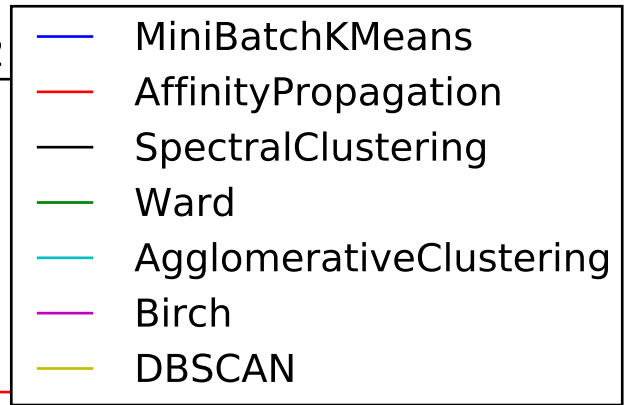 MiniBatchKMeans
AffinityPropagation
SpectralClustering
Ward
AgglomerativeClustering
Birch
DBSCAN